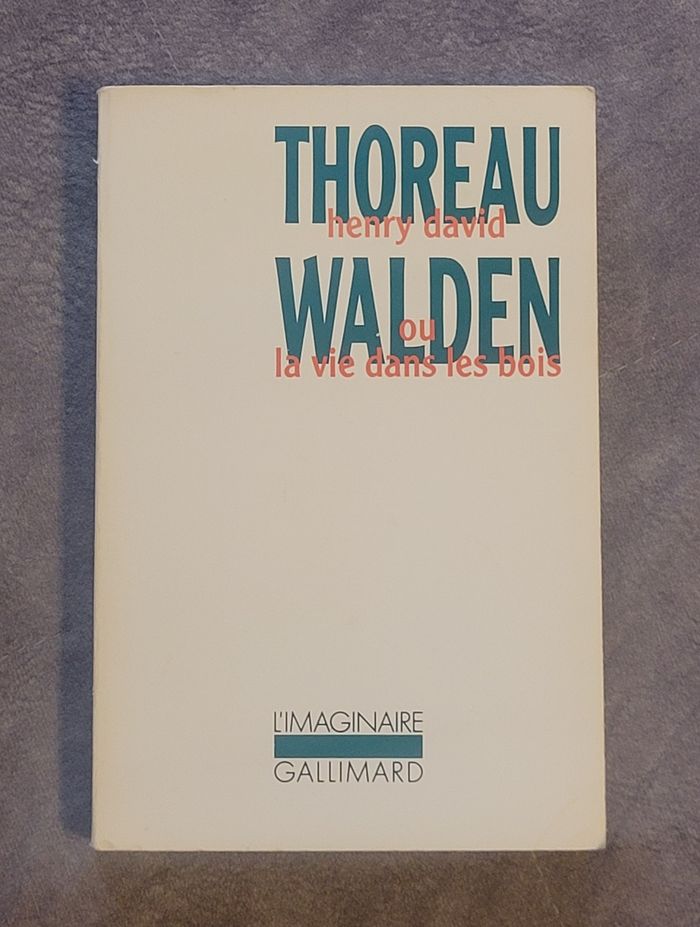 THOREAU
henry david
WALDEN
ou
la vie dans les bois
L'IMAGINAIRE
GALLIMARD